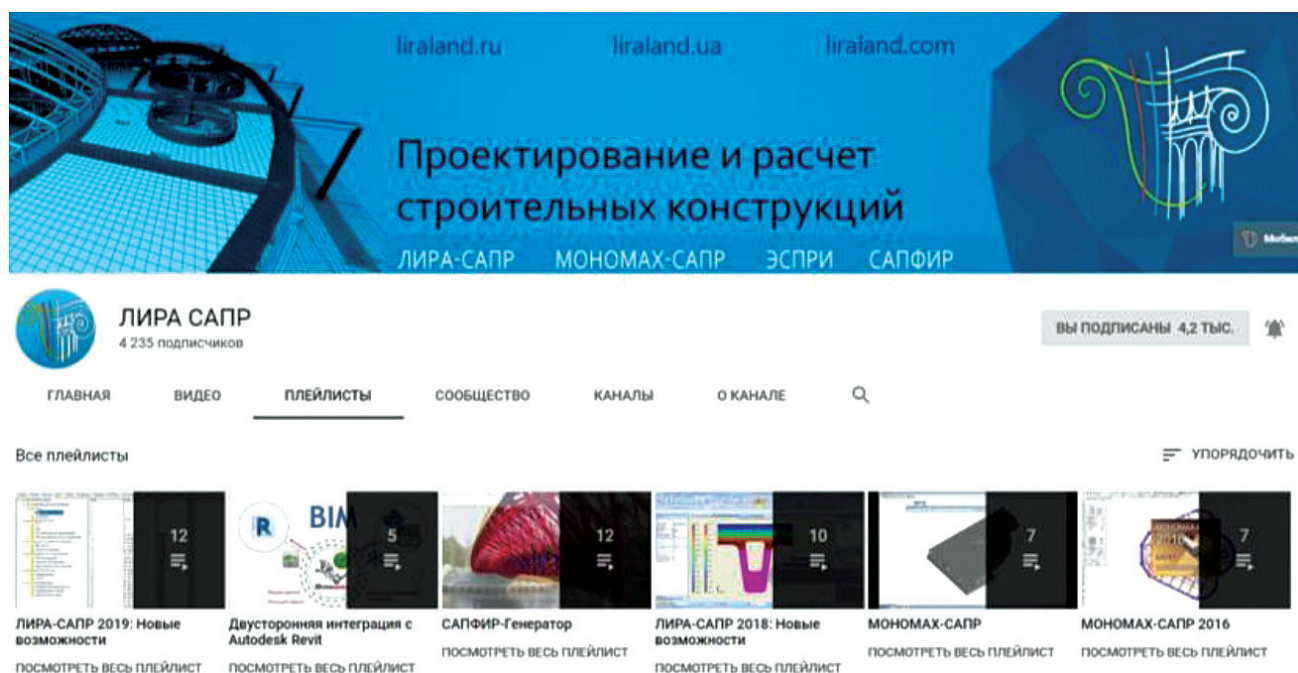 liraland.ru liraland.ua liraland.com
Проектирование и расчет
строительных конструкций
ЛИРА-САПР МОНОМАХ-САПР ЭСПРИ САПФИР
ЛИРА САПР
4 235 подписчиков
ВЫ ПОДПИСАНЫ 4,2 ТЫС.
ГЛАВНАЯ ВИДЕО ПЛЕЙЛИСТЫ СООБЩЕСТВО КАНАЛЫ О КАНАЛЕ
Все плейлисты
УПОРЯДОЧИТЬ
12
BIM
R
5
12
10
7
7
ЛИРА-САПР 2019: Новые
возможности
ПОСМОТРЕТЬ ВЕСЬ ПЛЕЙЛИСТ
Двусторонняя интеграция с
Autodesk Revit
ПОСМОТРЕТЬ ВЕСЬ ПЛЕЙЛИСТ
САПФИР-Генератор
ПОСМОТРЕТЬ ВЕСЬ ПЛЕЙЛИСТ
ЛИРА-САПР 2018: Новые
возможности
ПОСМОТРЕТЬ ВЕСЬ ПЛЕЙЛИСТ
МОНОМАХ-САПР
ПОСМОТРЕТЬ ВЕСЬ ПЛЕЙЛИСТ
МОНОМАХ-САПР 2016
ПОСМОТРЕТЬ ВЕСЬ ПЛЕЙЛИСТ